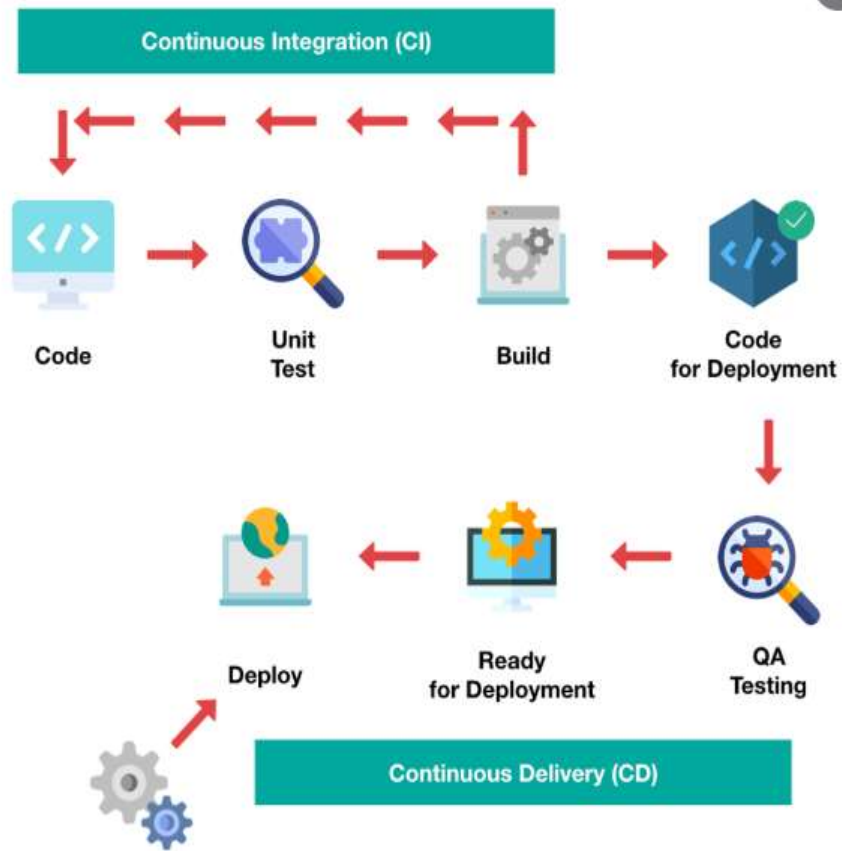 Continuous Integration (CI)
Code
Unit
Test
Build
Code
for Deployment
Deploy
Ready
for Deployment
QA
Testing
Continuous Delivery (CD)